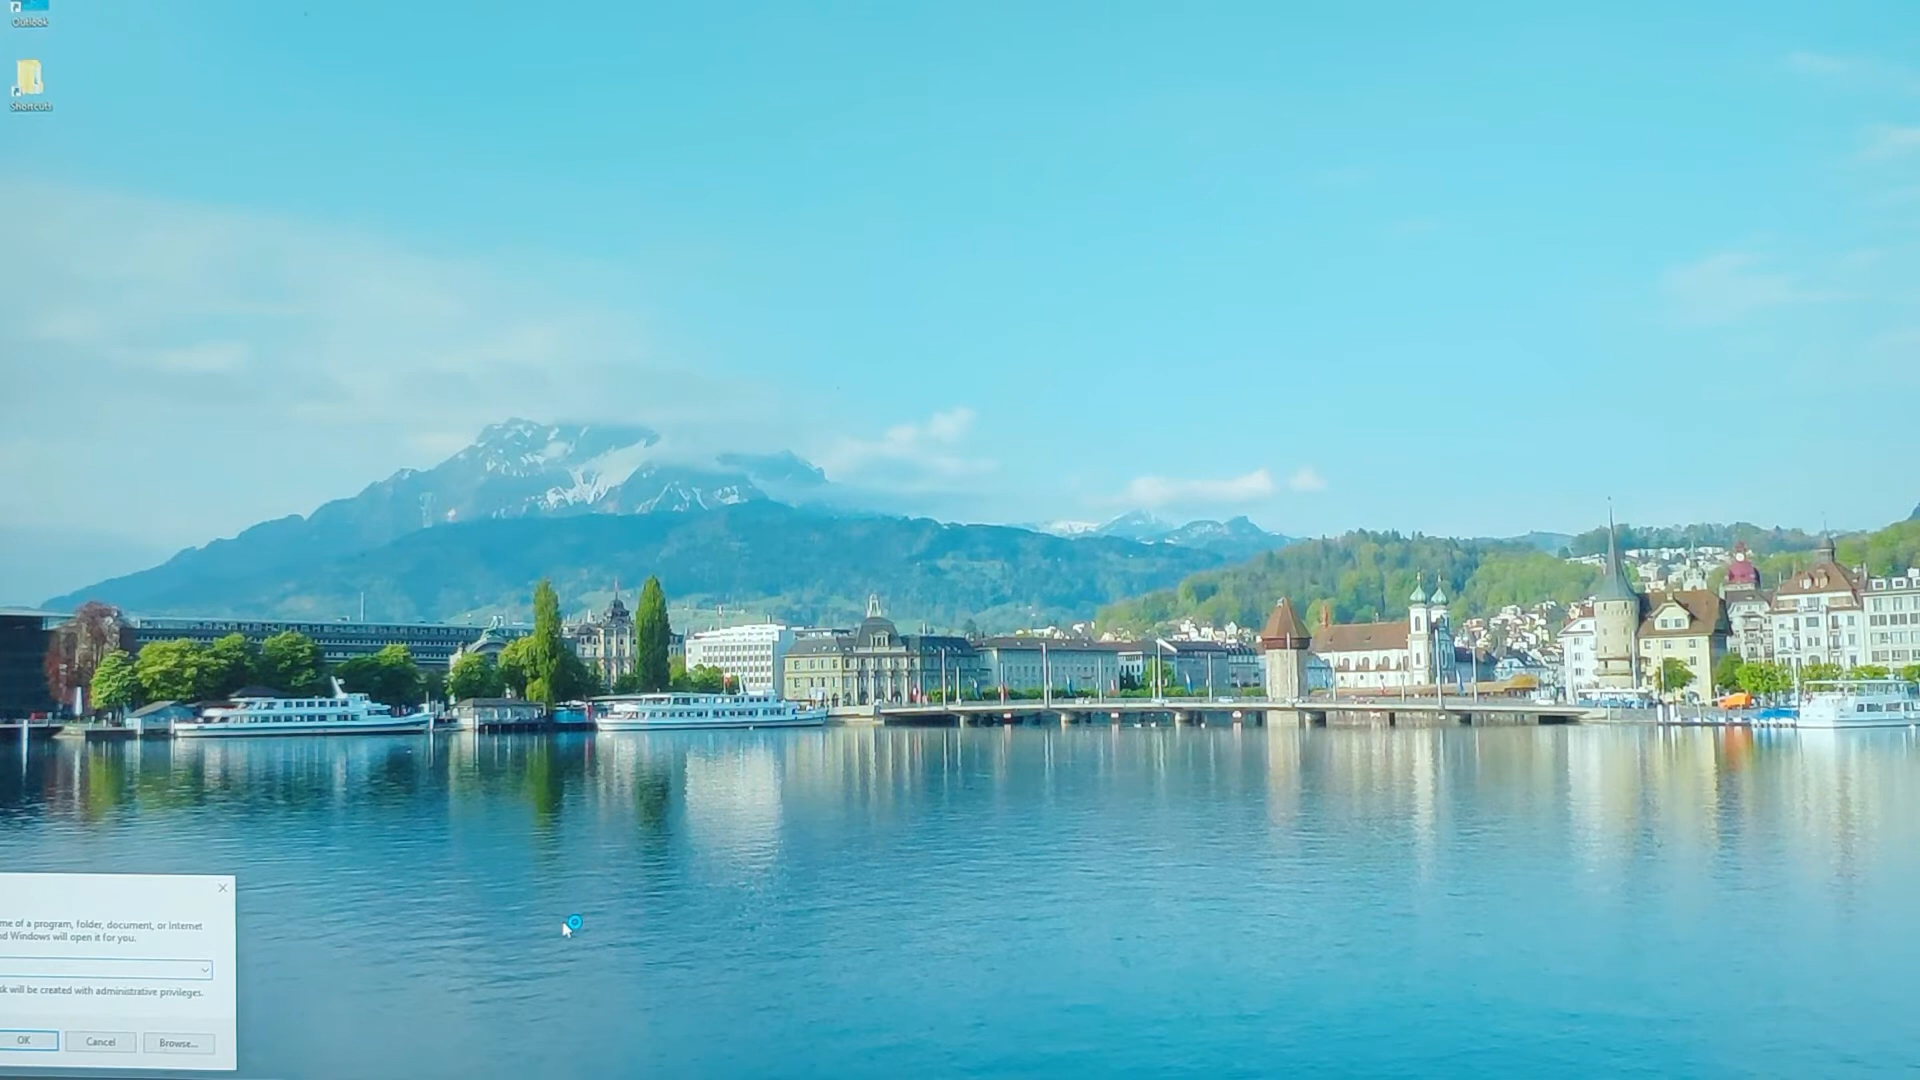 Outlook
Shortcuts
me of a program, folder, document, or Internet
d Windows will open it for you.
sk will be created with administrative privileges.
OK
Cancel
Browse...